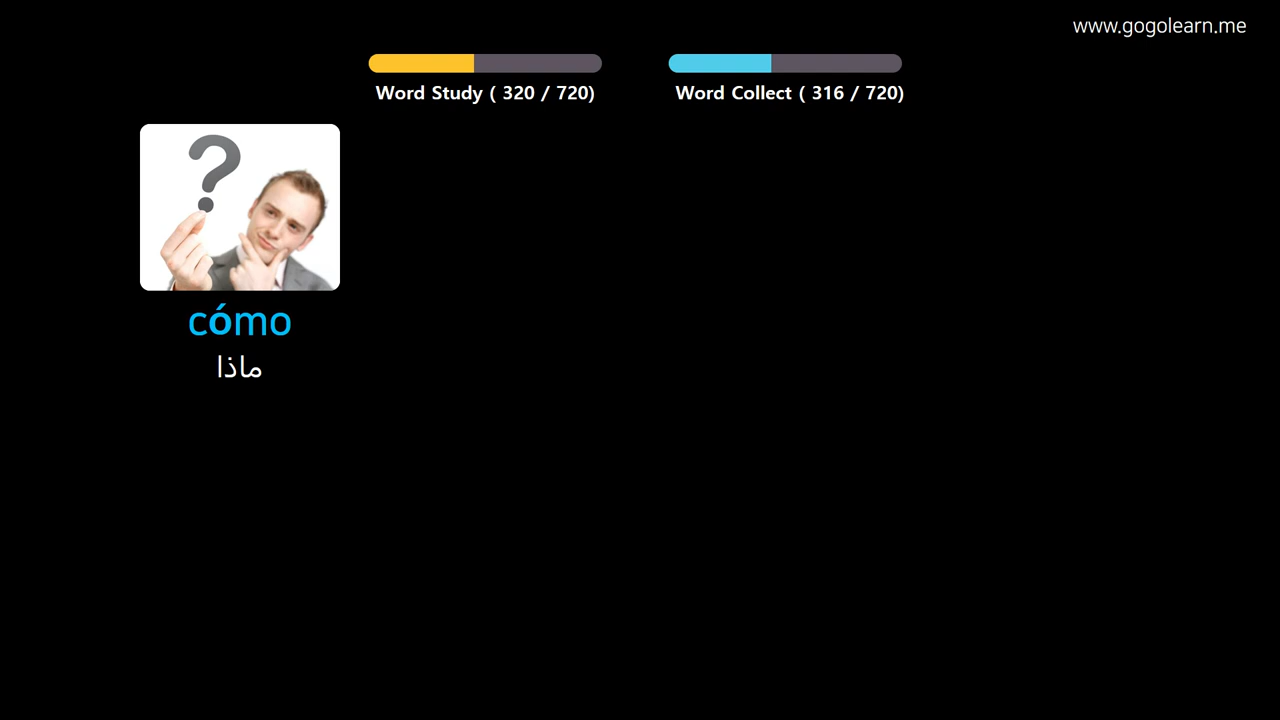 www.gogolearn.me
Word Study ( 320 / 720)
Word Collect ( 316 / 720)
?
cómo
ماذا